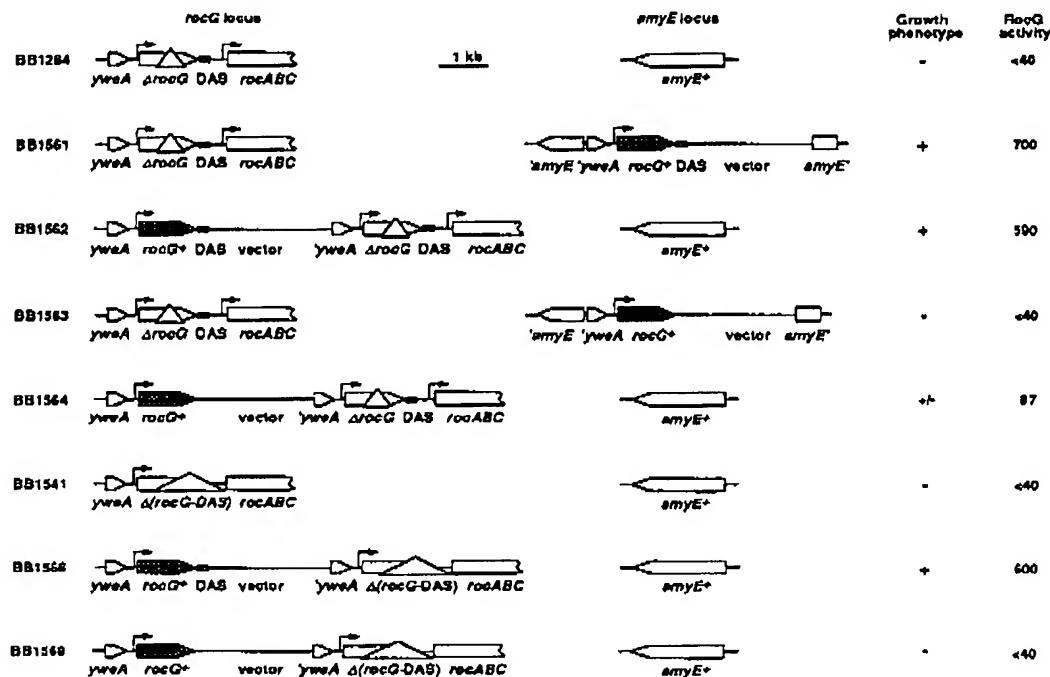 rocG locus amyE locus Growth phenotype RocG activity
BB1284 - <40
1 kb
yweA ΔrocG DAS rocABC amyE+
BB1561 + 700
yweA ΔrocG DAS rocABC 'amyE 'yweA rocG+ DAS vector amyE'
BB1562 + 590
yweA rocG+ DAS vector 'yweA ΔrocG DAS rocABC amyE+
BB1563 - <40
yweA ΔrocG DAS rocABC 'amyE 'yweA rocG+ vector amyE'
BB1564 +/- 87
yweA rocG+ vector 'yweA ΔrocG DAS rocABC amyE+
BB1541 - <40
yweA Δ(rocG-DAS) rocABC amyE+
BB1568 + 600
yweA rocG+ DAS vector 'yweA Δ(rocG-DAS) rocABC amyE+
BB1569 - <40
yweA rocG+ vector 'yweA Δ(rocG-DAS) rocABC amyE+